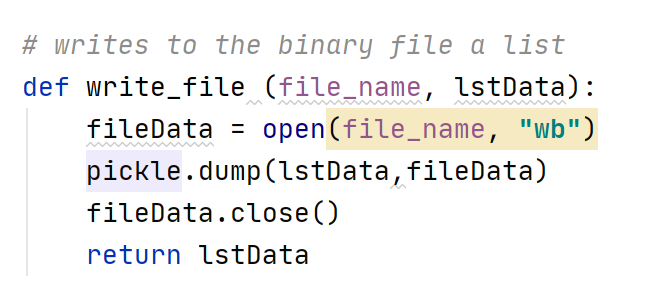 # writes to the binary file a list
def write_file (file_name, lstData):
    fileData = open(file_name, "wb")
    pickle.dump(lstData,fileData)
    fileData.close()
    return lstData